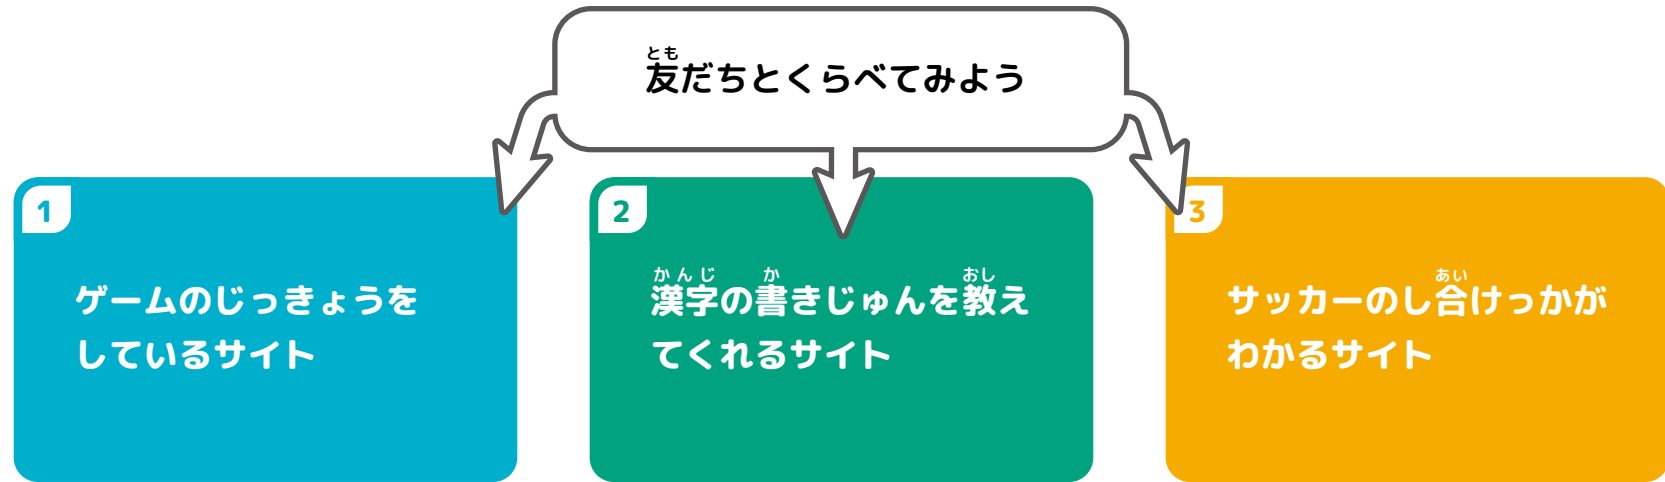 友だちとくらべてみよう
とも
1
ゲームのじっきょうを
しているサイト
2
かんじ か おし
漢字の書きじゅんを教え
てくれるサイト
3
あい
サッカーのし合けっかが
わかるサイト